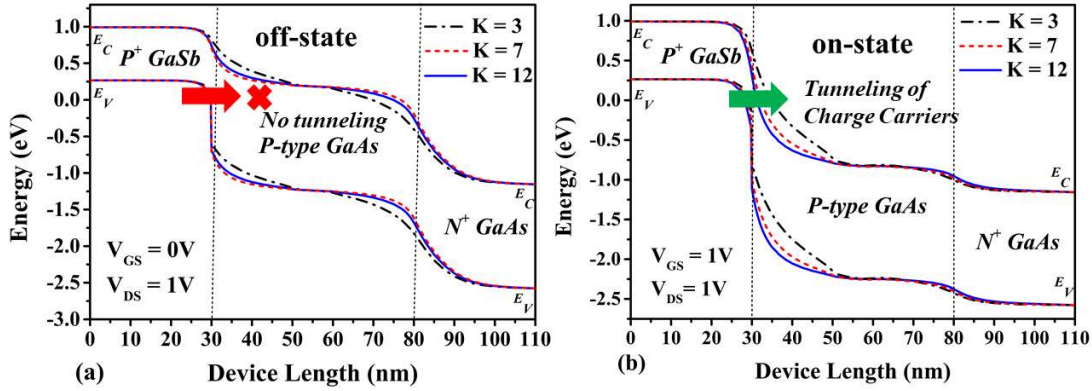 off-state
K = 3
K = 7
K = 12
E_C
P+ GaSb
E_V
No tunneling
P-type GaAs
E_C
N+ GaAs
E_V
V_GS = 0V
V_DS = 1V
1.0
0.5
0.0
-0.5
-1.0
-1.5
-2.0
-2.5
-3.0
Energy (eV)
0 10 20 30 40 50 60 70 80 90 100 110
(a)
Device Length (nm)
on-state
K = 3
K = 7
K = 12
E_C
P+ GaSb
E_V
Tunneling of
Charge Carriers
E_C
P-type GaAs
N+ GaAs
E_V
V_GS = 1V
V_DS = 1V
1.0
0.5
0.0
-0.5
-1.0
-1.5
-2.0
-2.5
Energy (eV)
0 10 20 30 40 50 60 70 80 90 100 110
(b)
Device Length (nm)